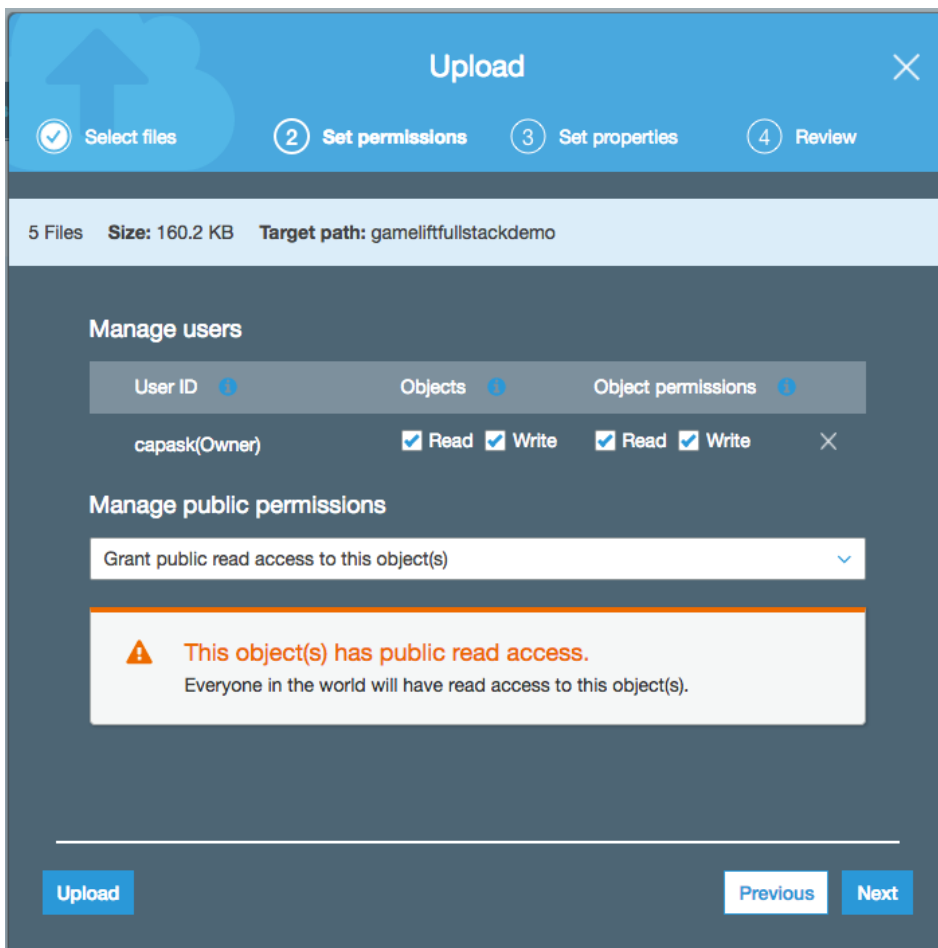 Upload
Select files 2 Set permissions 3 Set properties 4 Review
5 Files Size: 160.2 KB Target path: gameliftfullstackdemo
Manage users
User ID Objects Object permissions
capask(Owner) Read Write Read Write
Manage public permissions
Grant public read access to this object(s)
This object(s) has public read access.
Everyone in the world will have read access to this object(s).
Upload Previous Next